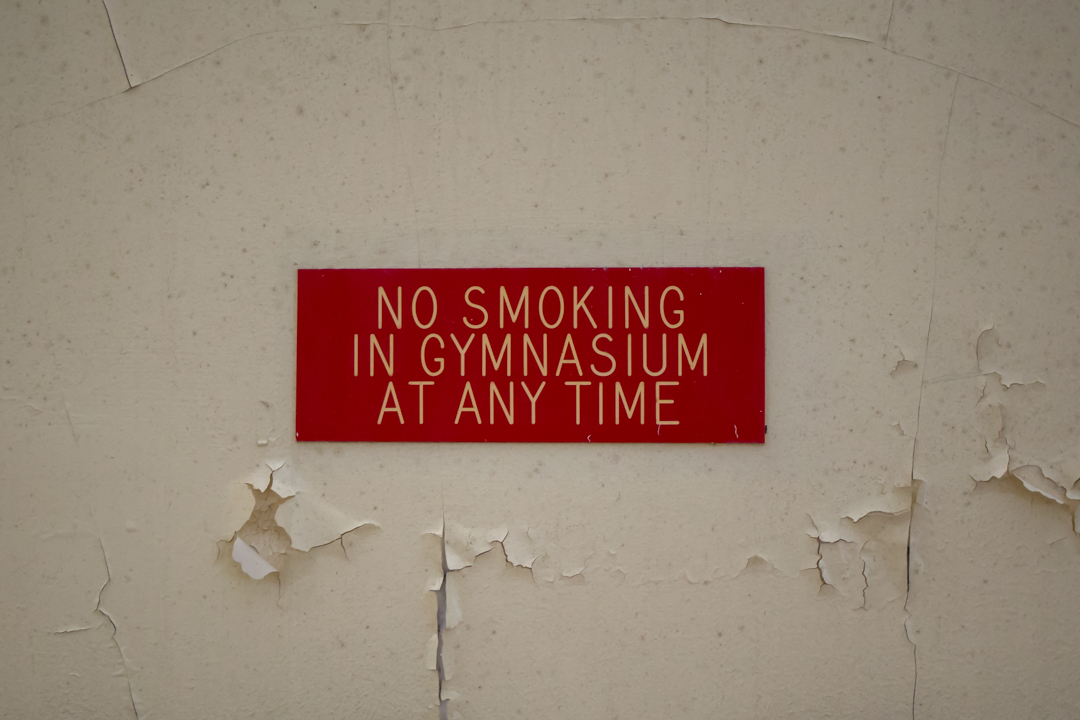 NO SMOKING
IN GYMNASIUM
AT ANY TIME